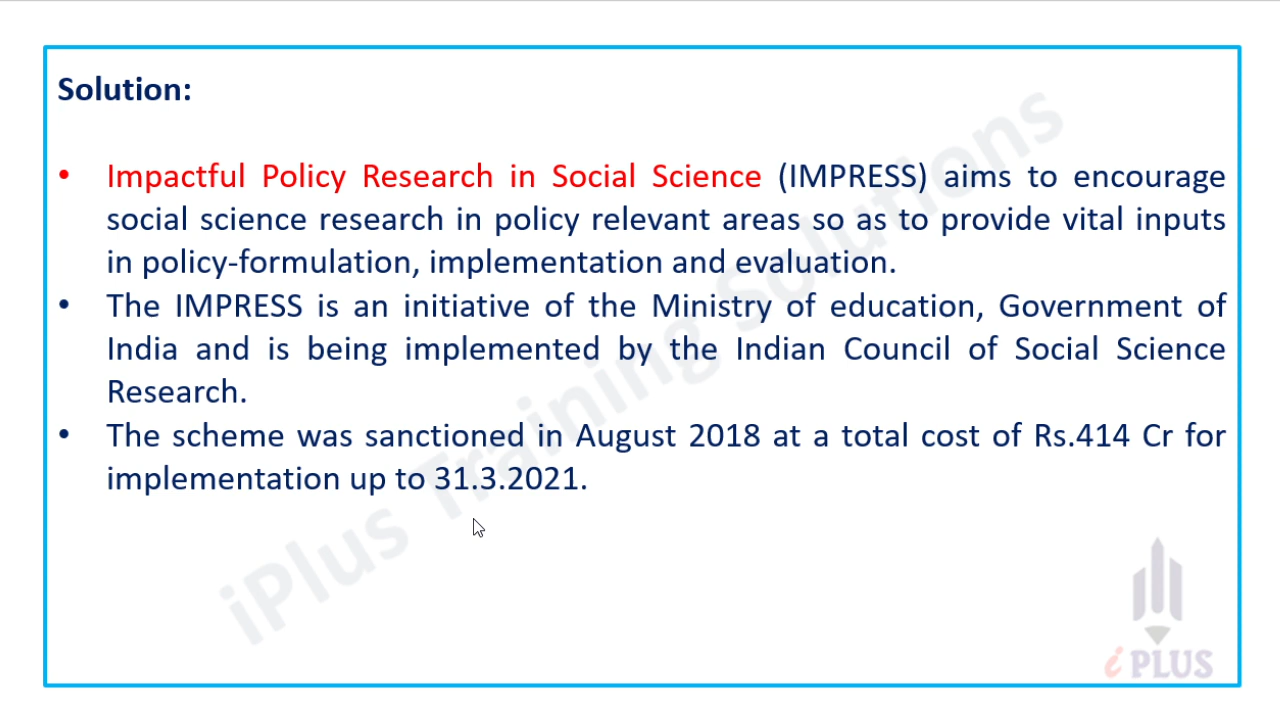 Solution:
• Impactful Policy Research in Social Science (IMPRESS) aims to encourage
social science research in policy relevant areas so as to provide vital inputs
in policy-formulation, implementation and evaluation.
• The IMPRESS is an initiative of the Ministry of education, Government of
India and is being implemented by the Indian Council of Social Science
Research.
• The scheme was sanctioned in August 2018 at a total cost of Rs.414 Cr for
implementation up to 31.3.2021.
iPlus Training Solutions
i PLUS